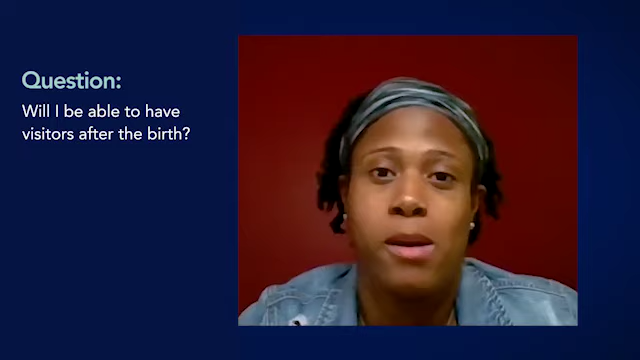 Question:
Will I be able to have
visitors after the birth?